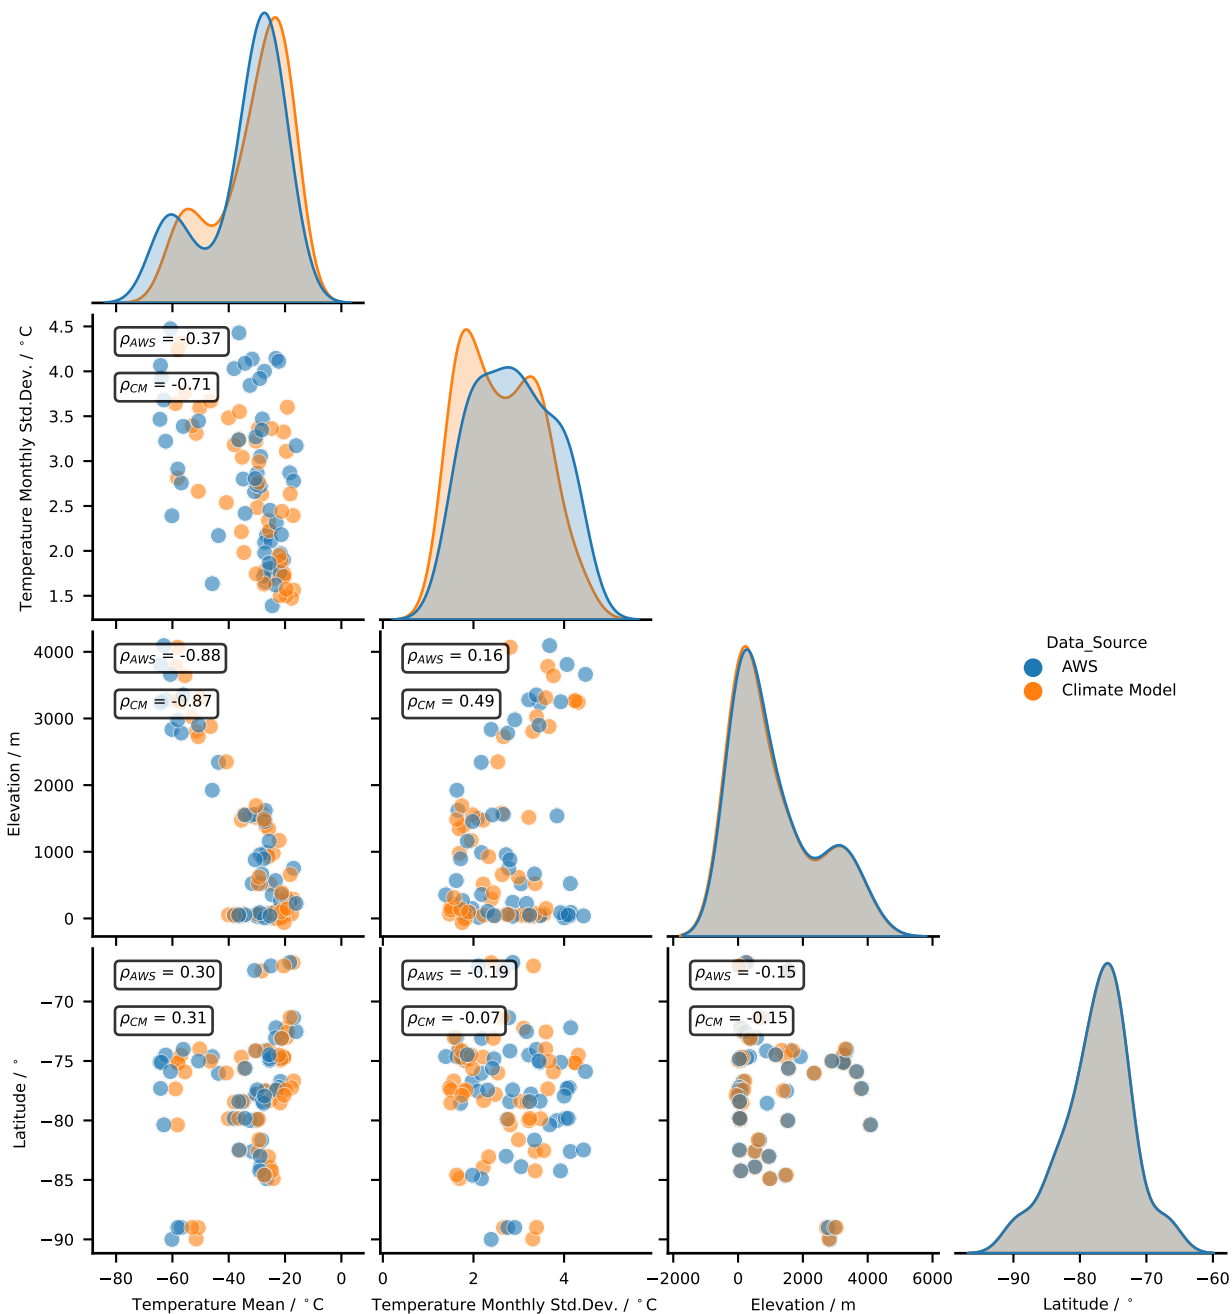 ρAWS = -0.37
ρCM = -0.71
4.5
4.0
3.5
3.0
2.5
2.0
1.5
Temperature Monthly Std.Dev. / °C
ρAWS = -0.88
ρCM = -0.87
ρAWS = 0.16
ρCM = 0.49
4000
3000
2000
1000
0
Elevation / m
Data_Source
AWS
Climate Model
ρAWS = 0.30
ρCM = 0.31
ρAWS = -0.19
ρCM = -0.07
ρAWS = -0.15
ρCM = -0.15
−70
−75
−80
−85
−90
Latitude / °
−80 −60 −40 −20 0
Temperature Mean / °C
0 2 4
Temperature Monthly Std.Dev. / °C
−2000 0 2000 4000 6000
Elevation / m
−90 −80 −70 −60
Latitude / °